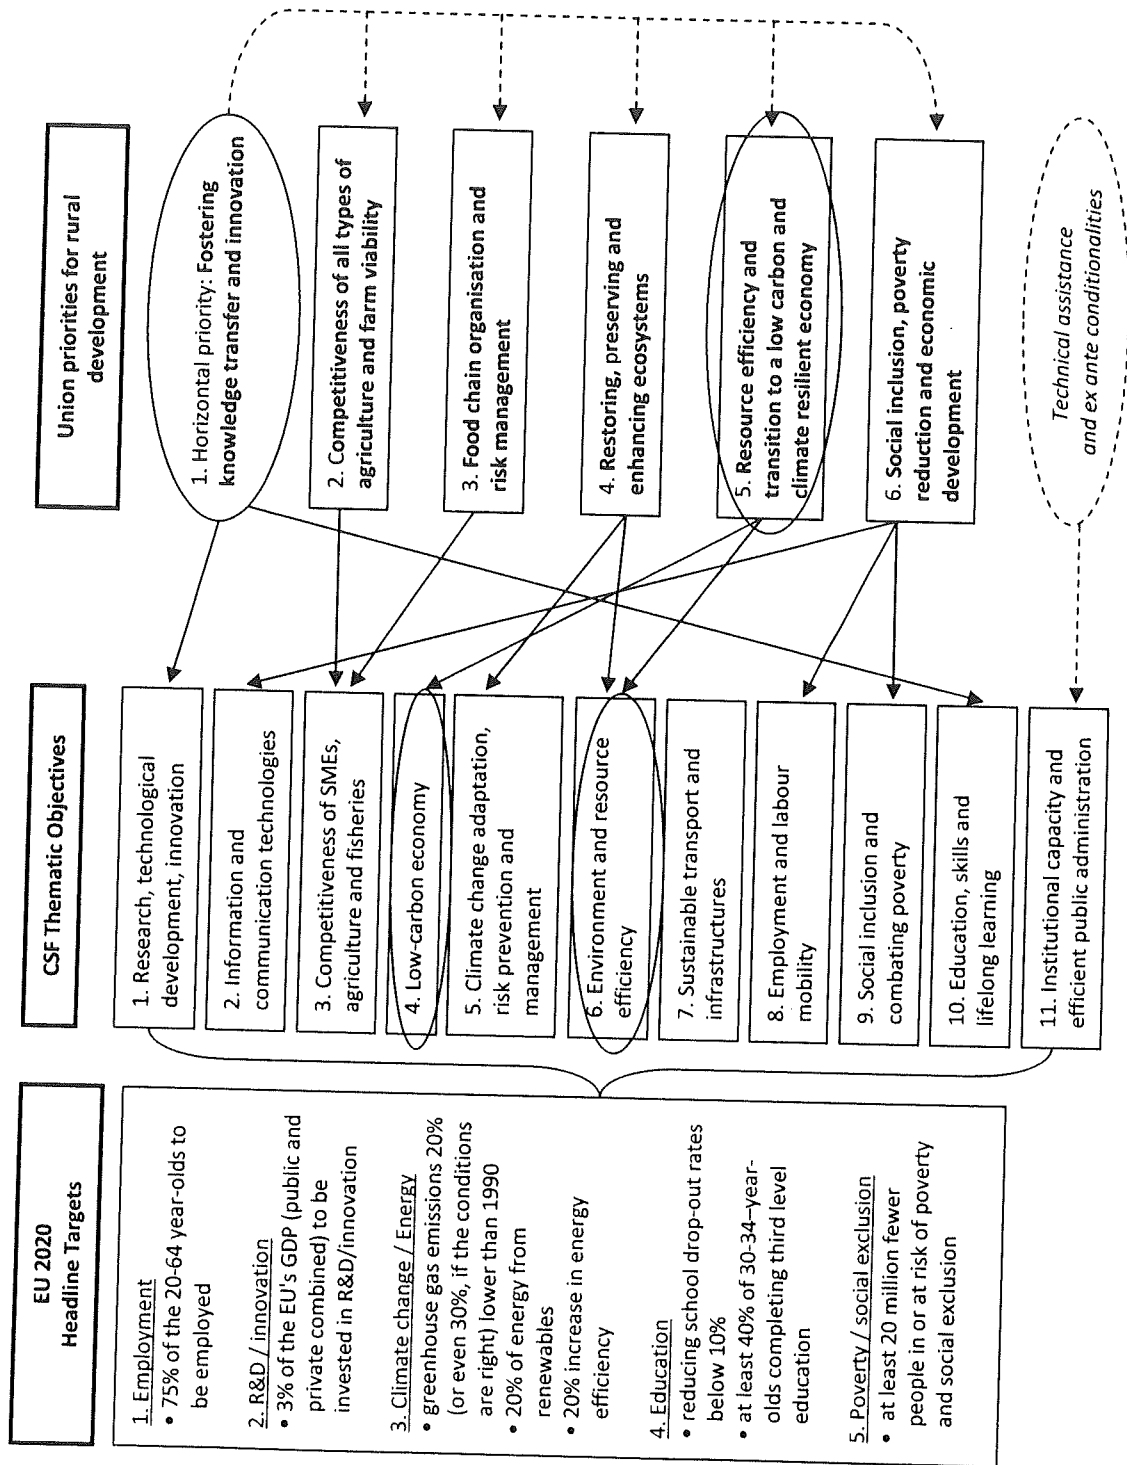 EU 2020
Headline Targets
1. Employment
• 75% of the 20-64 year-olds to
be employed
2. R&D / innovation
• 3% of the EU's GDP (public and
private combined) to be
invested in R&D/innovation
3. Climate change / Energy
• greenhouse gas emissions 20%
(or even 30%, if the conditions
are right) lower than 1990
• 20% of energy from
renewables
• 20% increase in energy
efficiency
4. Education
• reducing school drop-out rates
below 10%
• at least 40% of 30-34–year-
olds completing third level
education
5. Poverty / social exclusion
• at least 20 million fewer
people in or at risk of poverty
and social exclusion
CSF Thematic Objectives
1. Research, technological
development, innovation
2. Information and
communication technologies
3. Competitiveness of SMEs,
agriculture and fisheries
4. Low-carbon economy
5. Climate change adaptation,
risk prevention and
management
6. Environment and resource
efficiency
7. Sustainable transport and
infrastructures
8. Employment and labour
mobility
9. Social inclusion and
combating poverty
10. Education, skills and
lifelong learning
11. Institutional capacity and
efficient public administration
Union priorities for rural
development
1. Horizontal priority: Fostering
knowledge transfer and innovation
2. Competitiveness of all types of
agriculture and farm viability
3. Food chain organisation and
risk management
4. Restoring, preserving and
enhancing ecosystems
5. Resource efficiency and
transition to a low carbon and
climate resilient economy
6. Social inclusion, poverty
reduction and economic
development
Technical assistance
and ex ante conditionalities